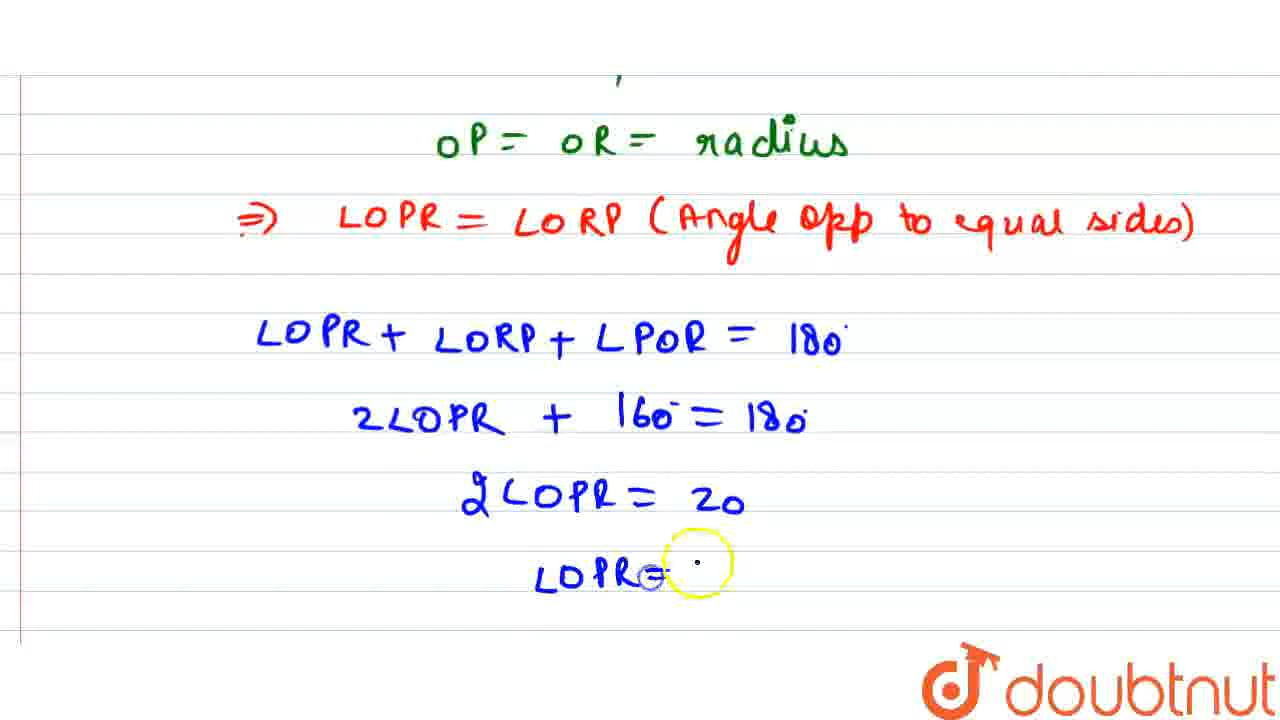 OP = OR = radius
⇒ ∠OPR = ∠ORP (Angle opp to equal sides)
∠OPR + ∠ORP + ∠POR = 180°
2∠OPR + 160° = 180°
2∠OPR = 20
∠OPR =
doubtnut